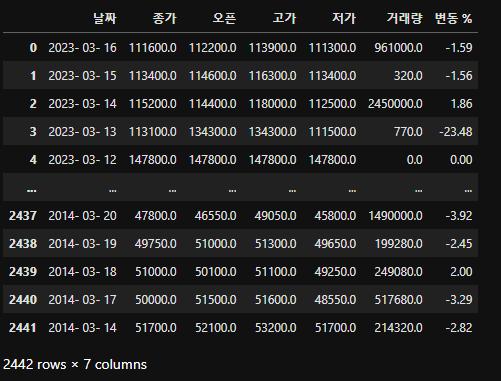 날짜 종가 오픈 고가 저가 거래량 변동 %
0 2023- 03- 16 111600.0 112200.0 113900.0 111300.0 961000.0 -1.59
1 2023- 03- 15 113400.0 114600.0 116300.0 113400.0 320.0 -1.56
2 2023- 03- 14 115200.0 114400.0 118000.0 112500.0 2450000.0 1.86
3 2023- 03- 13 113100.0 134300.0 134300.0 111500.0 770.0 -23.48
4 2023- 03- 12 147800.0 147800.0 147800.0 147800.0 0.0 0.00
... ... ... ... ... ... ... ...
2437 2014- 03- 20 47800.0 46550.0 49050.0 45800.0 1490000.0 -3.92
2438 2014- 03- 19 49750.0 51000.0 51300.0 49650.0 199280.0 -2.45
2439 2014- 03- 18 51000.0 50100.0 51100.0 49250.0 249080.0 2.00
2440 2014- 03- 17 50000.0 51500.0 51600.0 48550.0 517680.0 -3.29
2441 2014- 03- 14 51700.0 52100.0 53200.0 51700.0 214320.0 -2.82
2442 rows × 7 columns